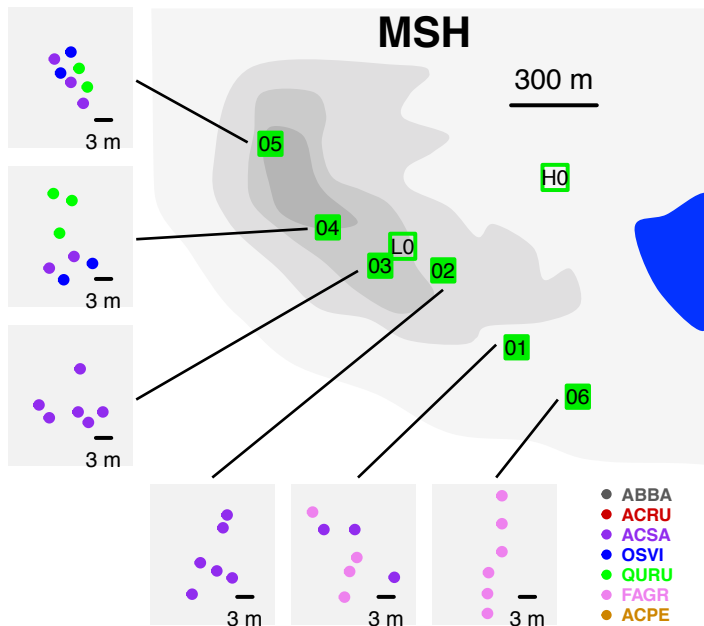 MSH
300 m
3 m
05
H0
3 m
04
L0
03
02
3 m
01
06
3 m
3 m
3 m
ABBA
ACRU
ACSA
OSVI
QURU
FAGR
ACPE